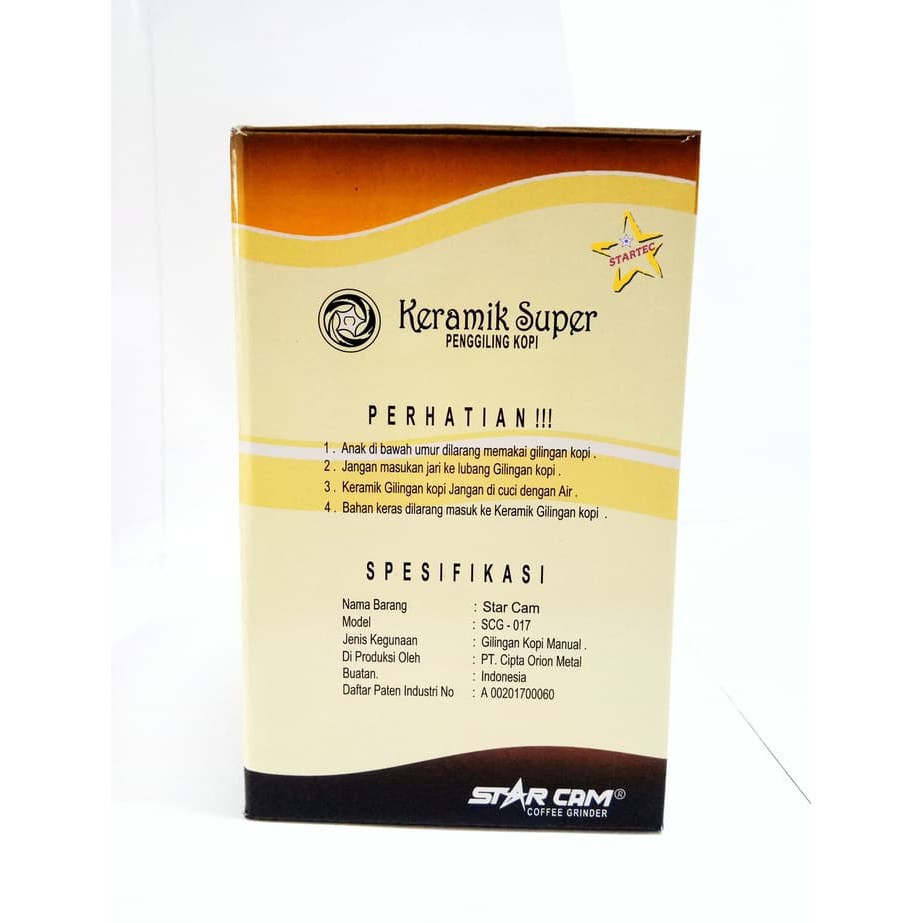 STARTEC
Keramik Super
PENGGILING KOPI
PERHATIAN!!!
1 . Anak di bawah umur dilarang memakai gilingan kopi .
2 . Jangan masukan jari ke lubang Gilingan kopi .
3 . Keramik Gilingan kopi Jangan di cuci dengan Air .
4 . Bahan keras dilarang masuk ke Keramik Gilingan kopi .
SPESIFIKASI
Nama Barang : Star Cam
Model : SCG - 017
Jenis Kegunaan : Gilingan Kopi Manual .
Di Produksi Oleh : PT. Cipta Orion Metal
Buatan. : Indonesia
Daftar Paten Industri No : A 00201700060
STAR CAM®
COFFEE GRINDER